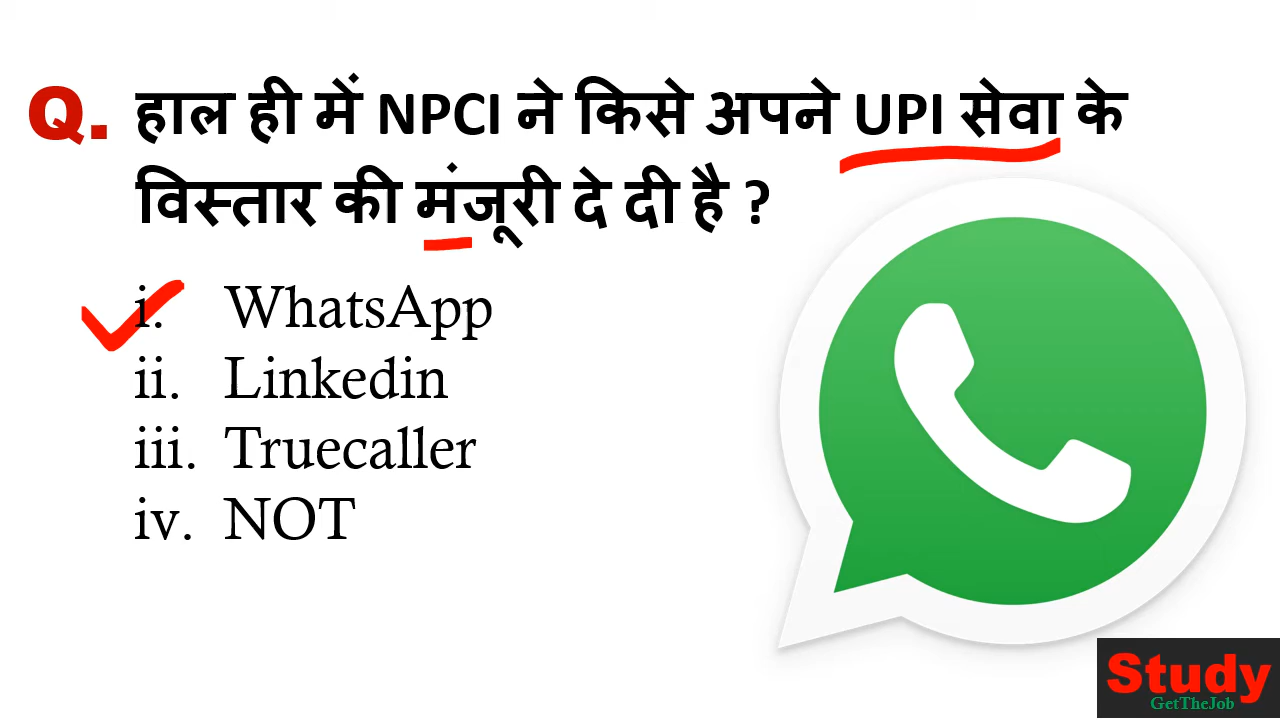 Q. हाल ही में NPCI ने किसे अपने UPI सेवा के
विस्तार की मंजूरी दे दी है ?
i. WhatsApp
ii. Linkedin
iii. Truecaller
iv. NOT
Study
GetTheJob